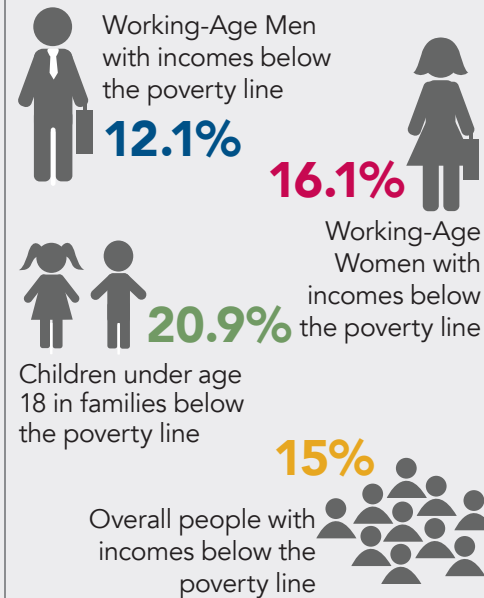 Working-Age Men
with incomes below
the poverty line
12.1%
16.1%
Working-Age
Women with
incomes below
the poverty line
20.9%
Children under age
18 in families below
the poverty line
15%
Overall people with
incomes below the
poverty line